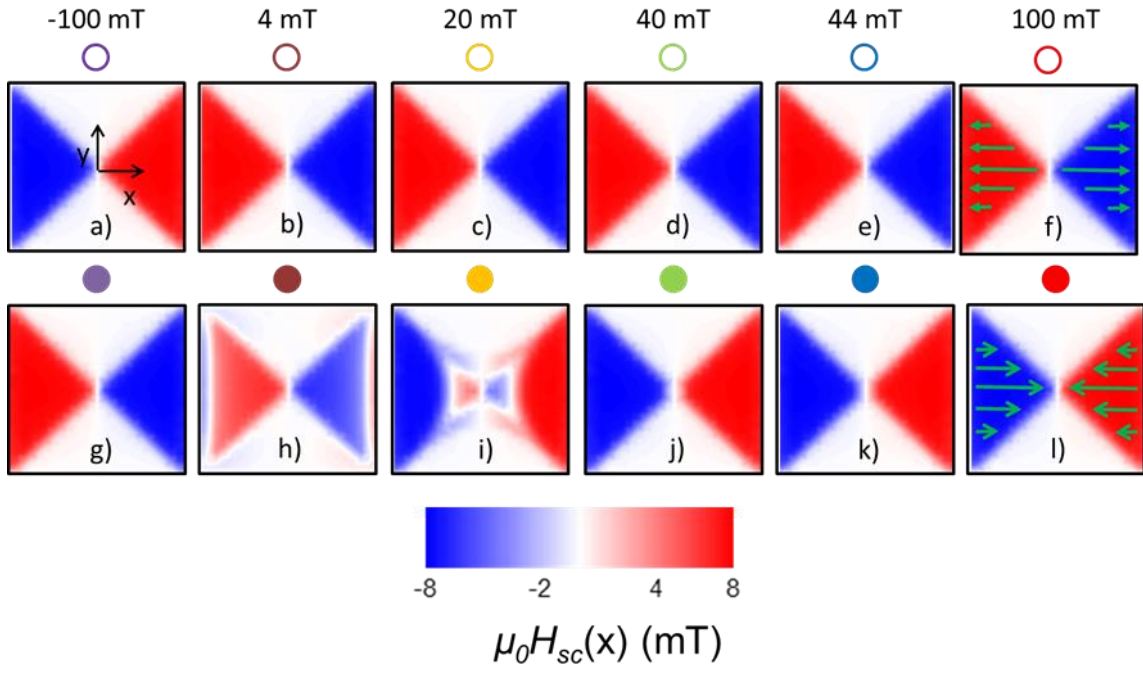 -100 mT 4 mT 20 mT 40 mT 44 mT 100 mT
y
x
a) b) c) d) e) f)
g) h) i) j) k) l)
-8 -2 4 8
μ0Hsc(x) (mT)